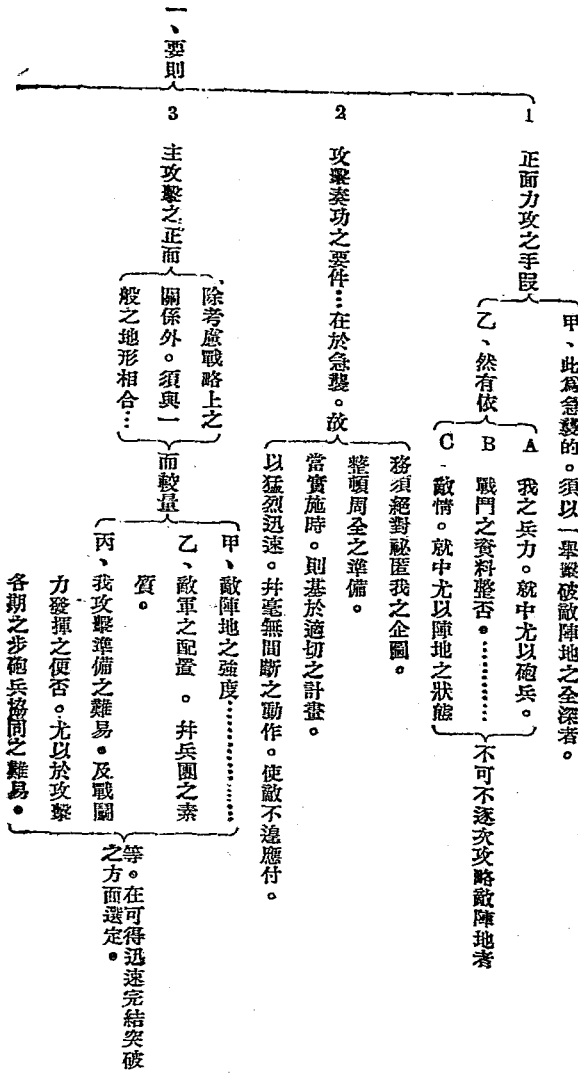 一、要則
1 正面力攻之手段
甲、此爲急襲的。須以一舉擊破敵陣地之全深者。
乙、然有依
A 我之兵力。就中尤以砲兵。
B 戰鬥之資料整否。…………
C 敵情。就中尤以陣地之狀態
不可不逐次攻略敵陣地者
2 攻擊奏功之要件…在於急襲。故
務須絕對祕匿我之企圖。
整頓周全之準備。
當實施時。則基於適切之計畫。
以猛烈迅速。幷毫無間斷之動作。使敵不遑應付。
3 主攻擊之正面
除考慮戰略上之
關係外。須與一
般之地形相合…
而較量
甲、敵陣地之強度…………
乙、敵軍之配置。幷兵團之素
質。
丙、我攻擊準備之難易。及戰鬭
力發揮之便否。尤以於攻擊
各期之步砲兵協同之難易。
等。在可得迅速完結突破
之方面選定。